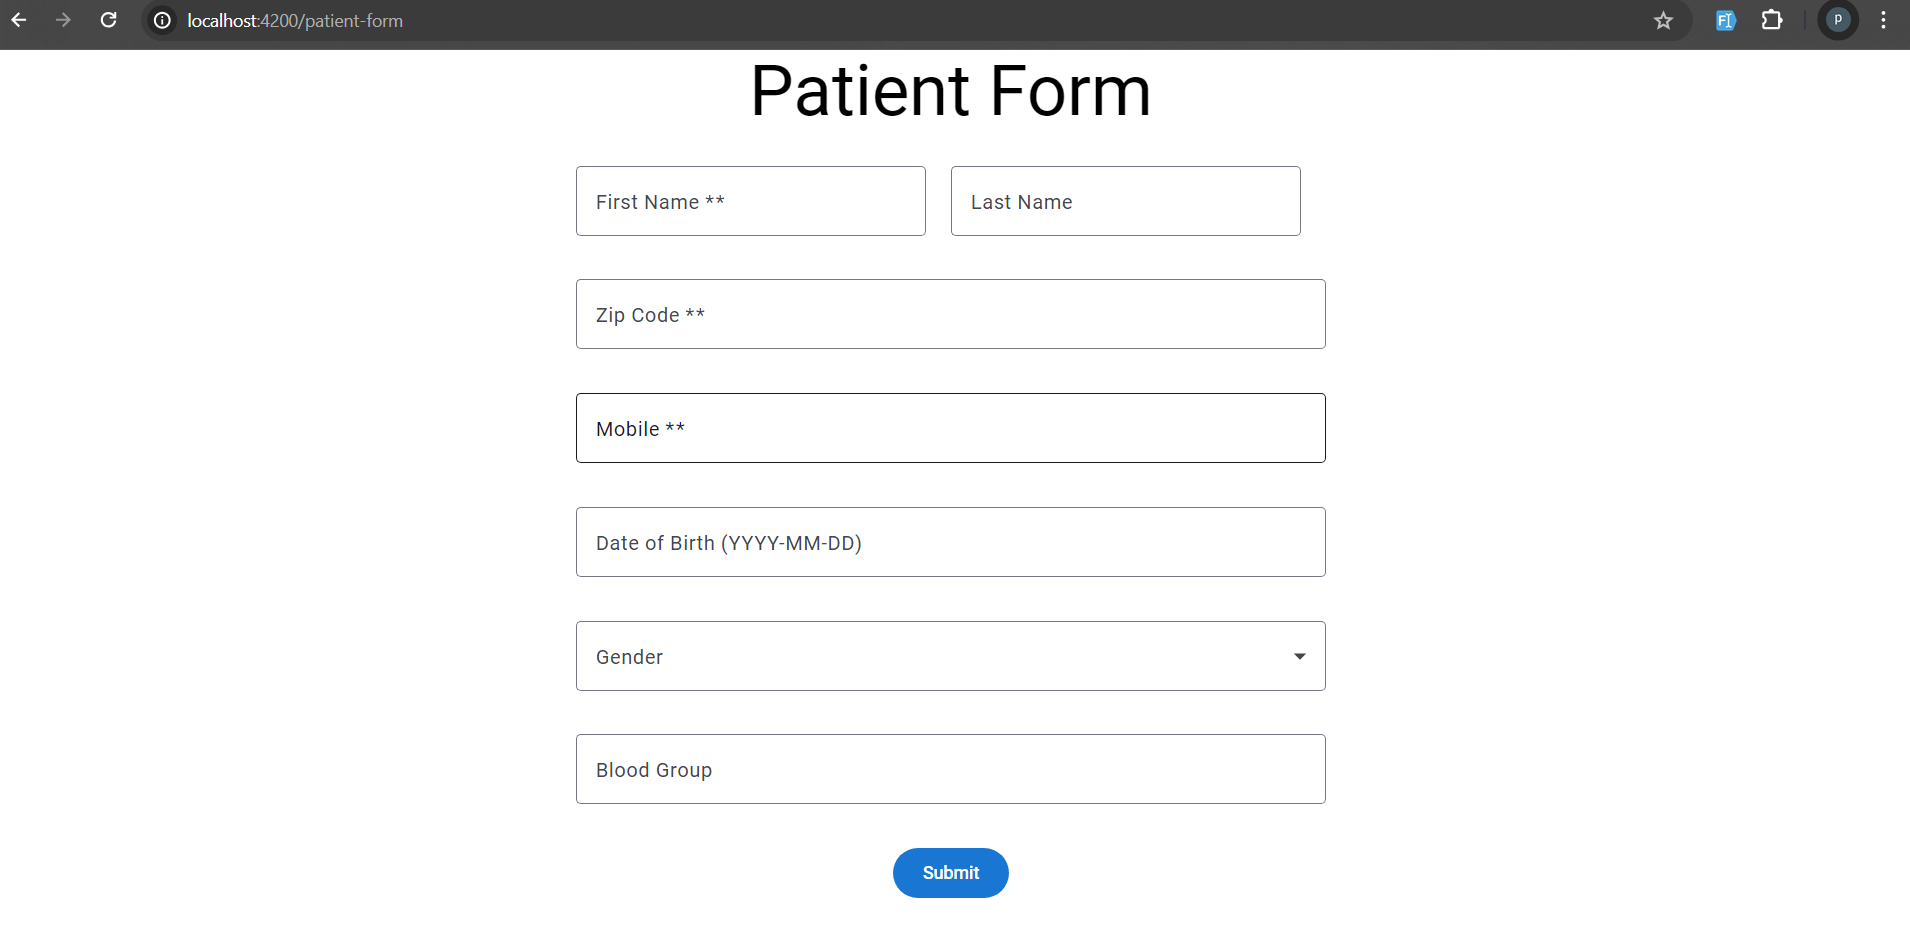 localhost:4200/patient-form
p
Patient Form
First Name **
Last Name
Zip Code **
Mobile **
Date of Birth (YYYY-MM-DD)
Gender
Blood Group
Submit